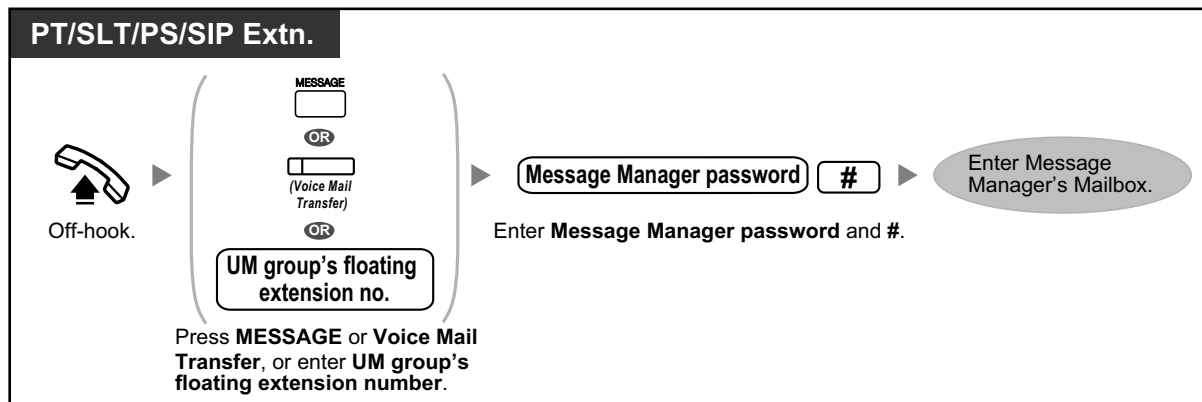 PT/SLT/PS/SIP Extn.
MESSAGE
OR
(Voice Mail
Transfer)
OR
UM group's floating
extension no.
Off-hook.
Press MESSAGE or Voice Mail
Transfer, or enter UM group's
floating extension number.
Message Manager password #
Enter Message Manager password and #.
Enter Message
Manager's Mailbox.